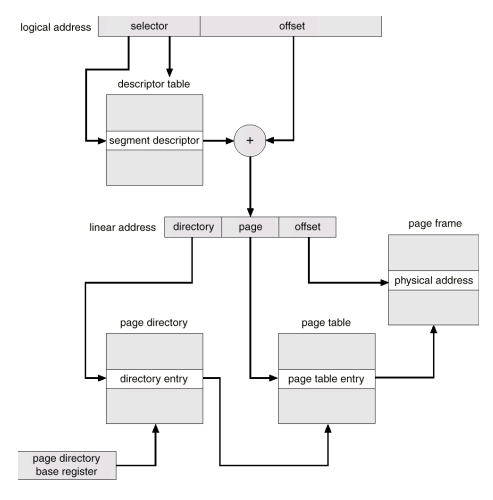 logical address
selector
offset
descriptor table
segment descriptor
+
linear address
directory
page
offset
page frame
physical address
page directory
page table
directory entry
page table entry
page directory
base register